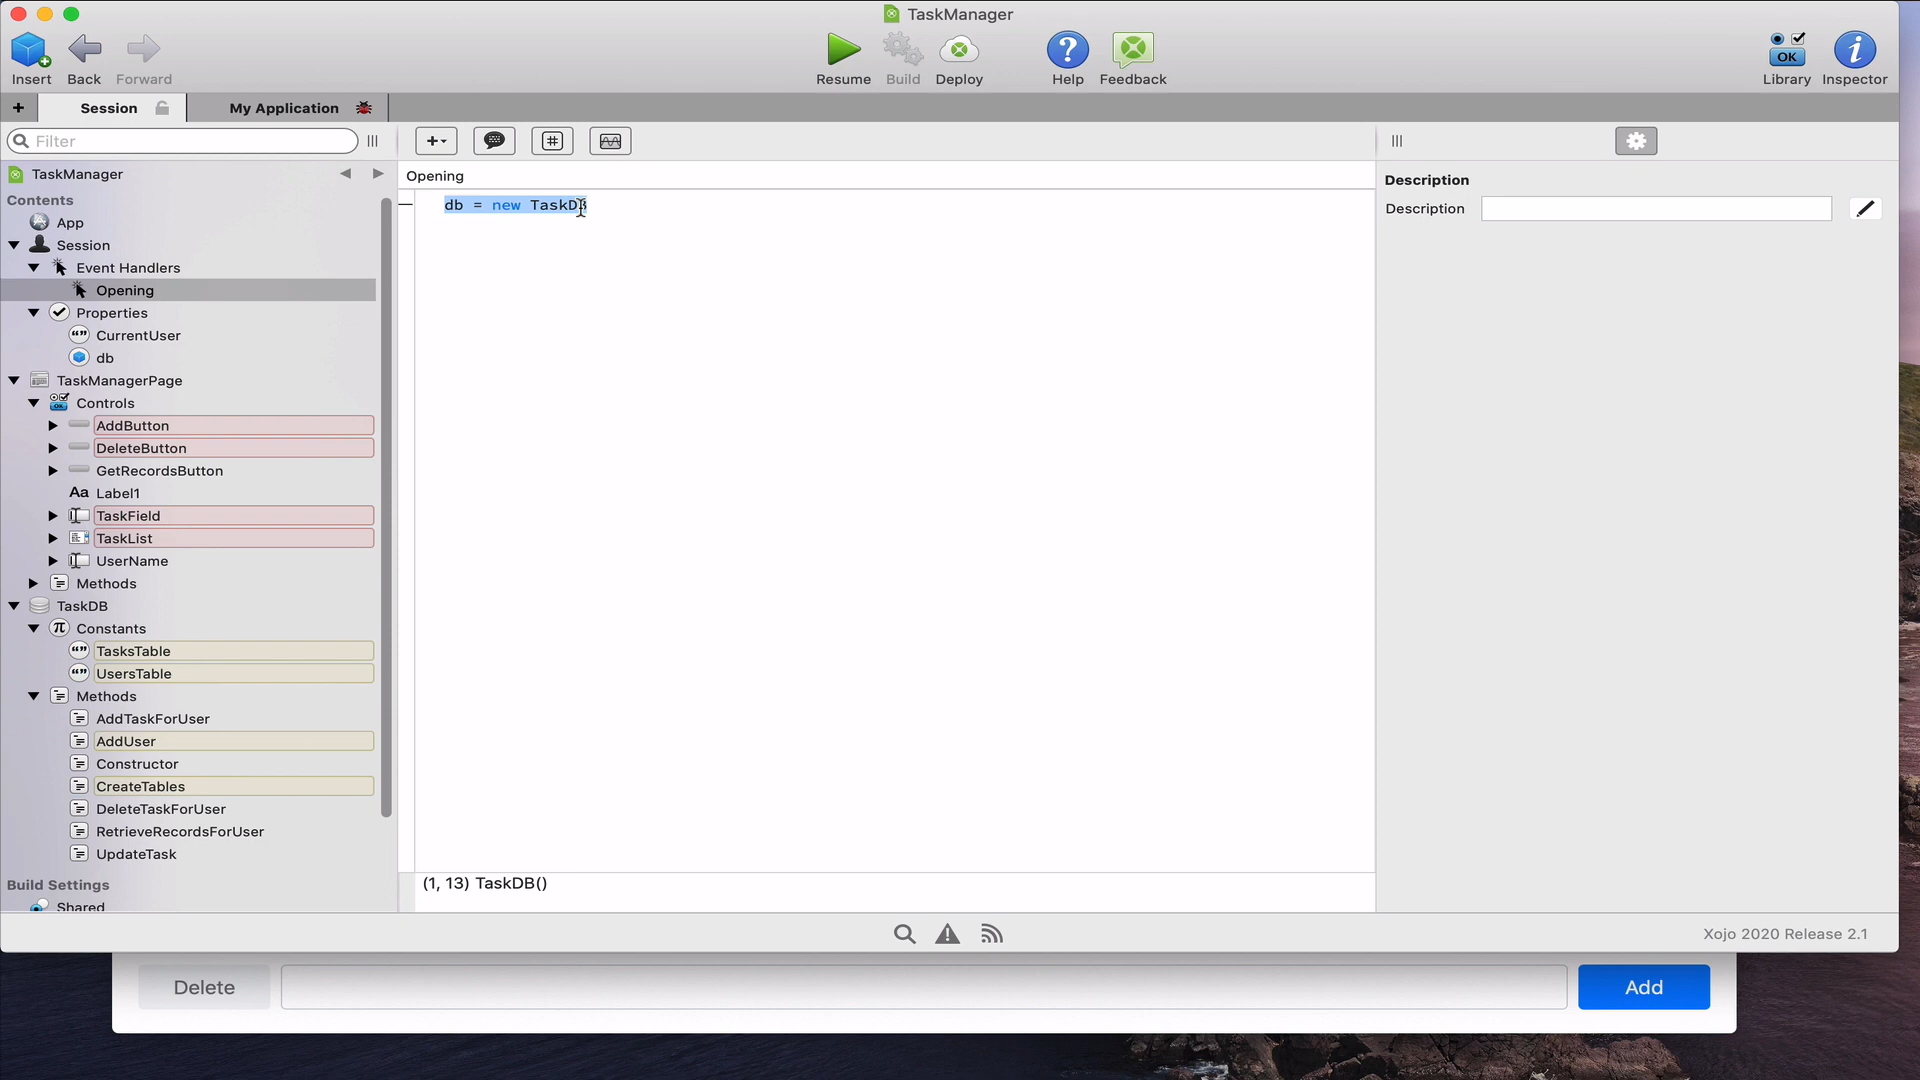 TaskManager
Insert
Back
Forward
Resume
Build
Deploy
Help
Feedback
OK
Library
Inspector
+
Session
My Application
Filter
TaskManager
Contents
App
Session
Event Handlers
Opening
Properties
CurrentUser
db
TaskManagerPage
Controls
AddButton
DeleteButton
GetRecordsButton
Aa Label1
TaskField
TaskList
UserName
Methods
TaskDB
π Constants
TasksTable
UsersTable
Methods
AddTaskForUser
AddUser
Constructor
CreateTables
DeleteTaskForUser
RetrieveRecordsForUser
UpdateTask
Build Settings
Shared
Opening
db = new TaskDB
(1, 13) TaskDB()
Description
Description
Xojo 2020 Release 2.1
Delete
Add